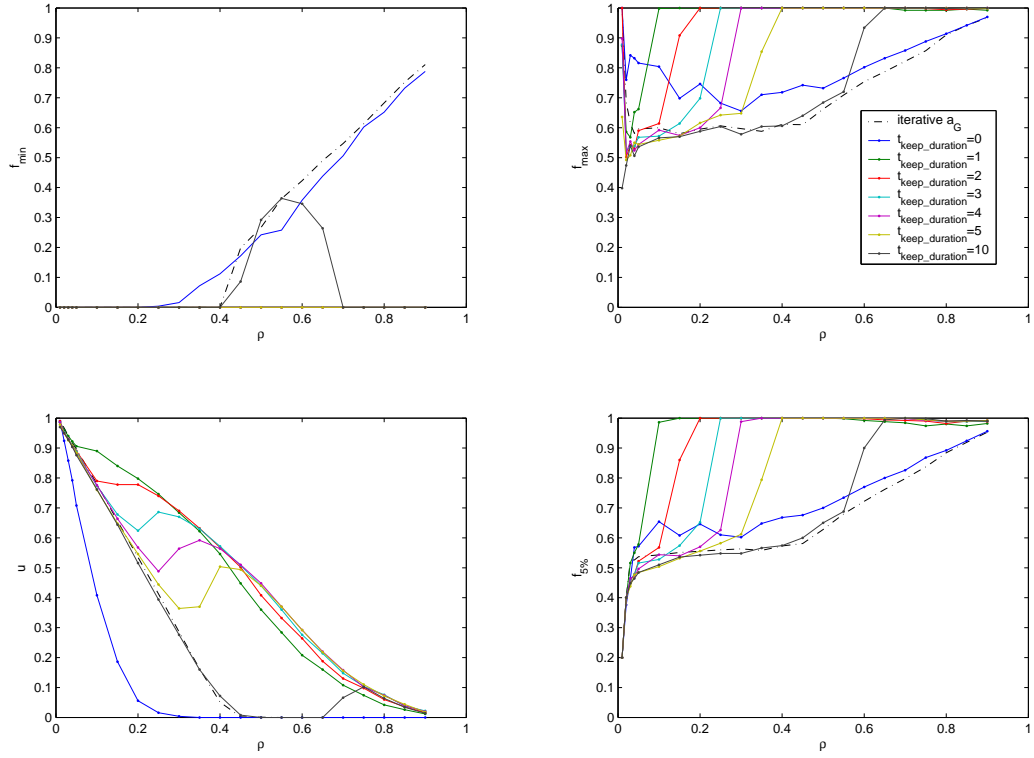 1
0.9
0.8
0.7
0.6
0.5
0.4
0.3
0.2
0.1
0
f_min
0 0.2 0.4 0.6 0.8 1
ρ
1
0.9
0.8
0.7
0.6
0.5
0.4
0.3
0.2
0.1
0
f_max
0 0.2 0.4 0.6 0.8 1
ρ
iterative a_G
t_keep_duration=0
t_keep_duration=1
t_keep_duration=2
t_keep_duration=3
t_keep_duration=4
t_keep_duration=5
t_keep_duration=10
1
0.9
0.8
0.7
0.6
0.5
0.4
0.3
0.2
0.1
0
u
0 0.2 0.4 0.6 0.8 1
ρ
1
0.9
0.8
0.7
0.6
0.5
0.4
0.3
0.2
0.1
0
f_5%
0 0.2 0.4 0.6 0.8 1
ρ